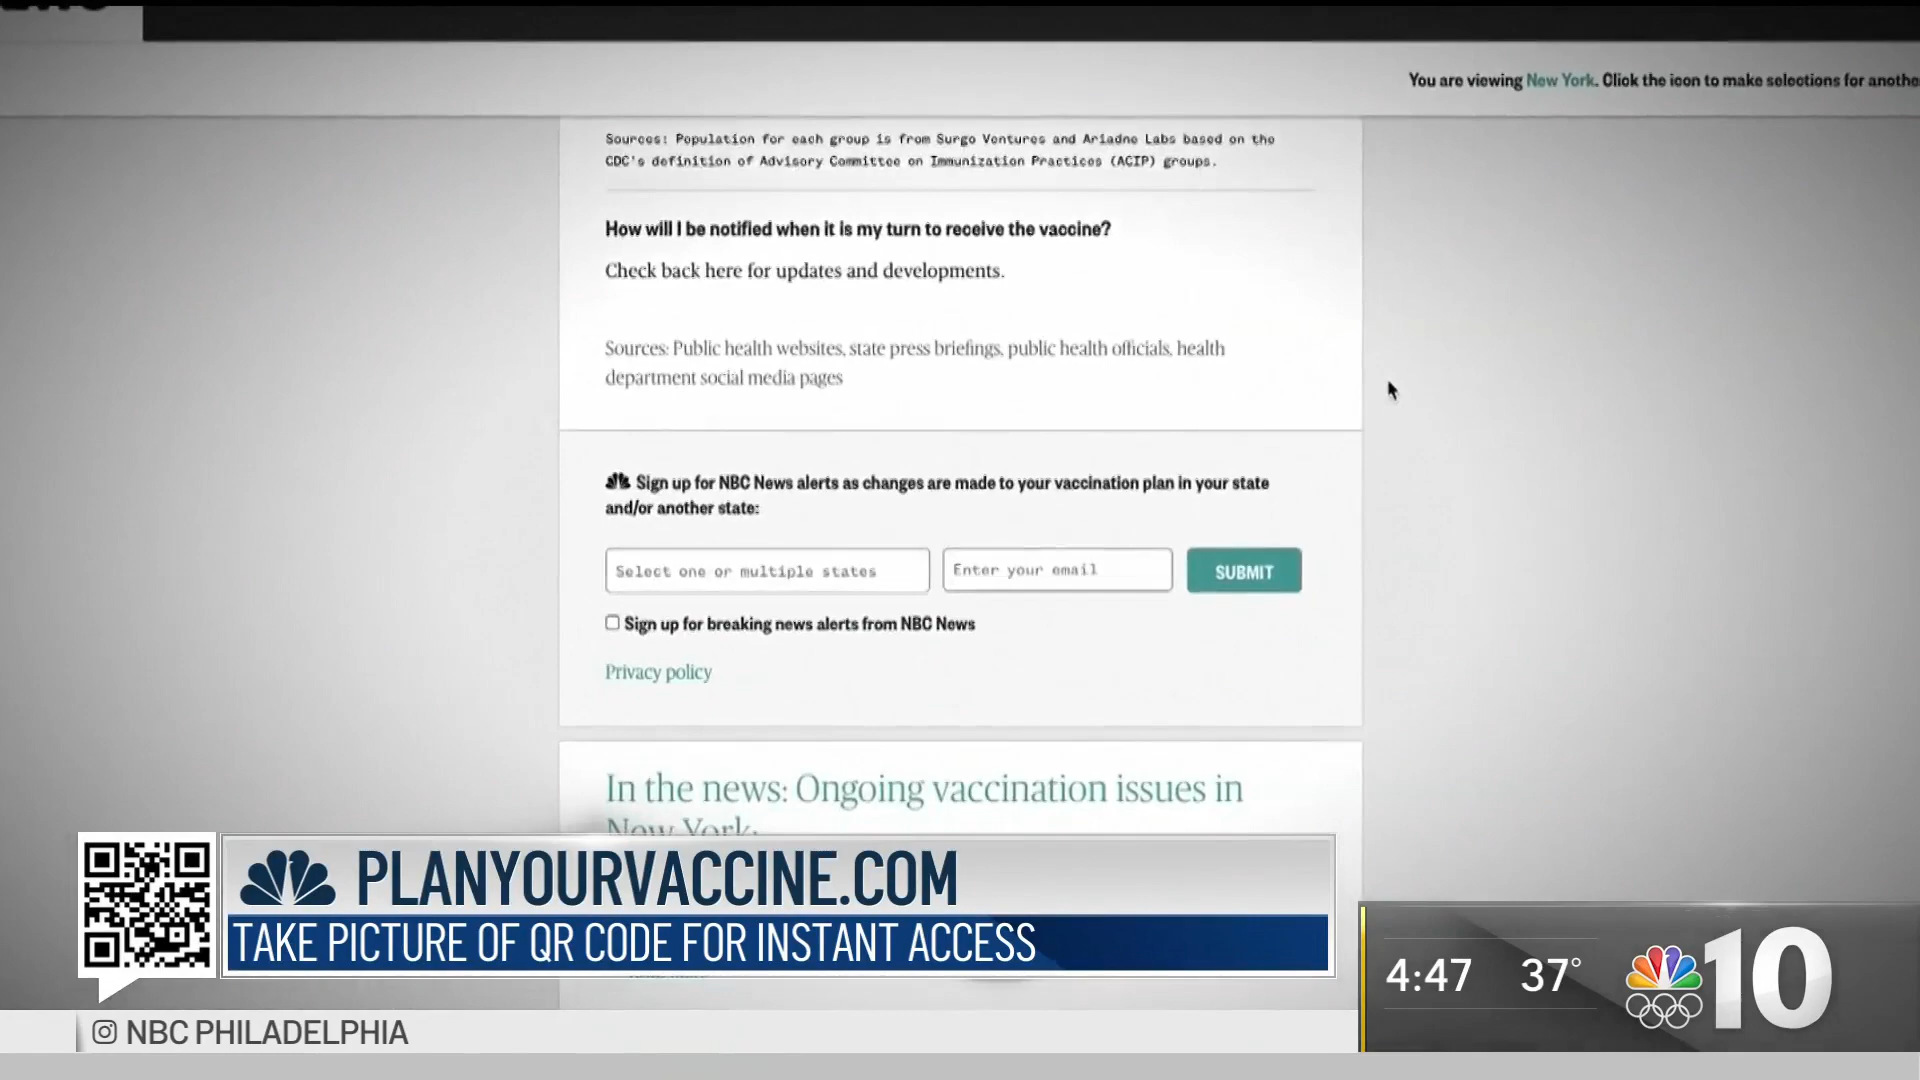 You are viewing New York. Click the icon to make selections for anothe
Sources: Population for each group is from Surgo Ventures and Ariadne Labs based on the
CDC's definition of Advisory Committee on Immunization Practices (ACIP) groups.
How will I be notified when it is my turn to receive the vaccine?
Check back here for updates and developments.
Sources: Public health websites, state press briefings, public health officials, health
department social media pages
Sign up for NBC News alerts as changes are made to your vaccination plan in your state
and/or another state:
Select one or multiple states
Enter your email
SUBMIT
Sign up for breaking news alerts from NBC News
Privacy policy
In the news: Ongoing vaccination issues in
New York.
PLANYOURVACCINE.COM
TAKE PICTURE OF QR CODE FOR INSTANT ACCESS
4:47 37° 10
NBC PHILADELPHIA